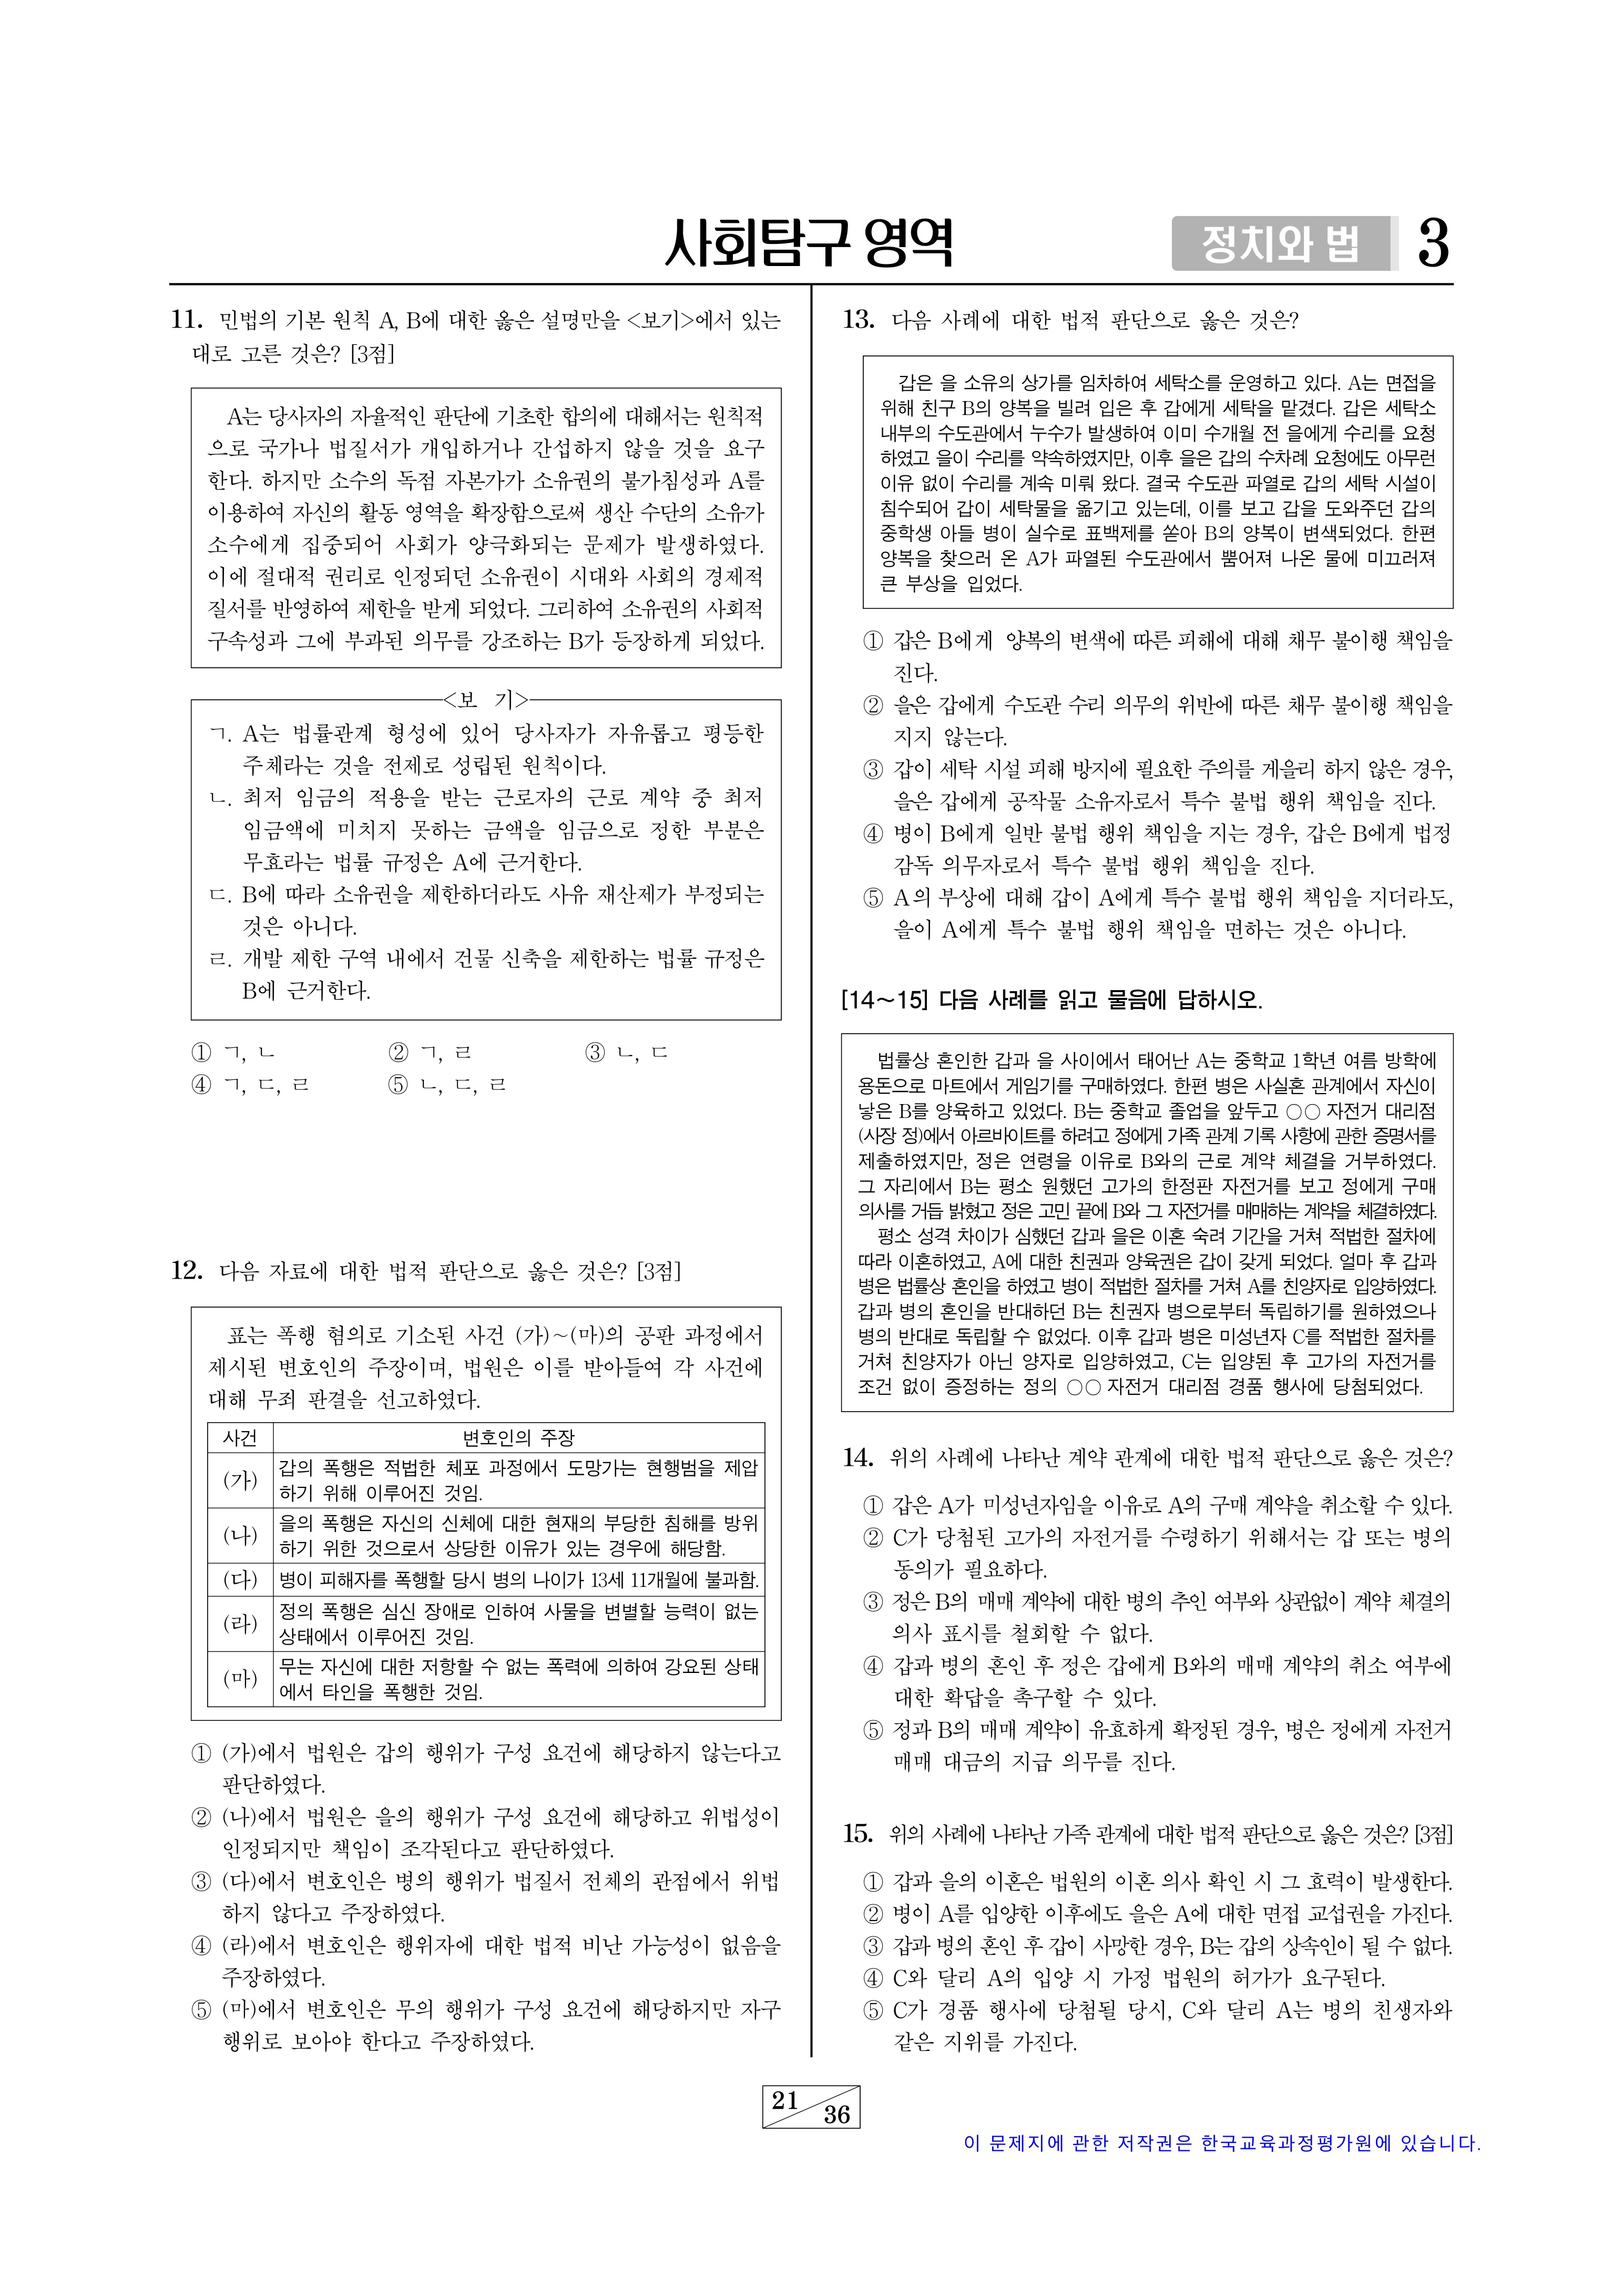 사회탐구 영역
정치와 법
3
11. 민법의 기본 원칙 A, B에 대한 옳은 설명만을 <보기>에서 있는
대로 고른 것은? [3점]
A는 당사자의 자율적인 판단에 기초한 합의에 대해서는 원칙적
으로 국가나 법질서가 개입하거나 간섭하지 않을 것을 요구
한다. 하지만 소수의 독점 자본가가 소유권의 불가침성과 A를
이용하여 자신의 활동 영역을 확장함으로써 생산 수단의 소유가
소수에게 집중되어 사회가 양극화되는 문제가 발생하였다.
이에 절대적 권리로 인정되던 소유권이 시대와 사회의 경제적
질서를 반영하여 제한을 받게 되었다. 그리하여 소유권의 사회적
구속성과 그에 부과된 의무를 강조하는 B가 등장하게 되었다.
<보 기>
ㄱ. A는 법률관계 형성에 있어 당사자가 자유롭고 평등한
주체라는 것을 전제로 성립된 원칙이다.
ㄴ. 최저 임금의 적용을 받는 근로자의 근로 계약 중 최저
임금액에 미치지 못하는 금액을 임금으로 정한 부분은
무효라는 법률 규정은 A에 근거한다.
ㄷ. B에 따라 소유권을 제한하더라도 사유 재산제가 부정되는
것은 아니다.
ㄹ. 개발 제한 구역 내에서 건물 신축을 제한하는 법률 규정은
B에 근거한다.
① ㄱ, ㄴ ② ㄱ, ㄹ ③ ㄴ, ㄷ
④ ㄱ, ㄷ, ㄹ ⑤ ㄴ, ㄷ, ㄹ
12. 다음 자료에 대한 법적 판단으로 옳은 것은? [3점]
표는 폭행 혐의로 기소된 사건 (가)~(마)의 공판 과정에서
제시된 변호인의 주장이며, 법원은 이를 받아들여 각 사건에
대해 무죄 판결을 선고하였다.
사건 변호인의 주장
(가) 갑의 폭행은 적법한 체포 과정에서 도망가는 현행범을 제압
하기 위해 이루어진 것임.
(나) 을의 폭행은 자신의 신체에 대한 현재의 부당한 침해를 방위
하기 위한 것으로서 상당한 이유가 있는 경우에 해당함.
(다) 병이 피해자를 폭행할 당시 병의 나이가 13세 11개월에 불과함.
(라) 정의 폭행은 심신 장애로 인하여 사물을 변별할 능력이 없는
상태에서 이루어진 것임.
(마) 무는 자신에 대한 저항할 수 없는 폭력에 의하여 강요된 상태
에서 타인을 폭행한 것임.
① (가)에서 법원은 갑의 행위가 구성 요건에 해당하지 않는다고
판단하였다.
② (나)에서 법원은 을의 행위가 구성 요건에 해당하고 위법성이
인정되지만 책임이 조각된다고 판단하였다.
③ (다)에서 변호인은 병의 행위가 법질서 전체의 관점에서 위법
하지 않다고 주장하였다.
④ (라)에서 변호인은 행위자에 대한 법적 비난 가능성이 없음을
주장하였다.
⑤ (마)에서 변호인은 무의 행위가 구성 요건에 해당하지만 자구
행위로 보아야 한다고 주장하였다.
13. 다음 사례에 대한 법적 판단으로 옳은 것은?
갑은 을 소유의 상가를 임차하여 세탁소를 운영하고 있다. A는 면접을
위해 친구 B의 양복을 빌려 입은 후 갑에게 세탁을 맡겼다. 갑은 세탁소
내부의 수도관에서 누수가 발생하여 이미 수개월 전 을에게 수리를 요청
하였고 을이 수리를 약속하였지만, 이후 을은 갑의 수차례 요청에도 아무런
이유 없이 수리를 계속 미뤄 왔다. 결국 수도관 파열로 갑의 세탁 시설이
침수되어 갑이 세탁물을 옮기고 있는데, 이를 보고 갑을 도와주던 갑의
중학생 아들 병이 실수로 표백제를 쏟아 B의 양복이 변색되었다. 한편
양복을 찾으러 온 A가 파열된 수도관에서 뿜어져 나온 물에 미끄러져
큰 부상을 입었다.
① 갑은 B에게 양복의 변색에 따른 피해에 대해 채무 불이행 책임을
진다.
② 을은 갑에게 수도관 수리 의무의 위반에 따른 채무 불이행 책임을
지지 않는다.
③ 갑이 세탁 시설 피해 방지에 필요한 주의를 게을리 하지 않은 경우,
을은 갑에게 공작물 소유자로서 특수 불법 행위 책임을 진다.
④ 병이 B에게 일반 불법 행위 책임을 지는 경우, 갑은 B에게 법정
감독 의무자로서 특수 불법 행위 책임을 진다.
⑤ A의 부상에 대해 갑이 A에게 특수 불법 행위 책임을 지더라도,
을이 A에게 특수 불법 행위 책임을 면하는 것은 아니다.
[14~15] 다음 사례를 읽고 물음에 답하시오.
법률상 혼인한 갑과 을 사이에서 태어난 A는 중학교 1학년 여름 방학에
용돈으로 마트에서 게임기를 구매하였다. 한편 병은 사실혼 관계에서 자신이
낳은 B를 양육하고 있었다. B는 중학교 졸업을 앞두고 ○○ 자전거 대리점
(사장 정)에서 아르바이트를 하려고 정에게 가족 관계 기록 사항에 관한 증명서를
제출하였지만, 정은 연령을 이유로 B와의 근로 계약 체결을 거부하였다.
그 자리에서 B는 평소 원했던 고가의 한정판 자전거를 보고 정에게 구매
의사를 거듭 밝혔고 정은 고민 끝에 B와 그 자전거를 매매하는 계약을 체결하였다.
평소 성격 차이가 심했던 갑과 을은 이혼 숙려 기간을 거쳐 적법한 절차에
따라 이혼하였고, A에 대한 친권과 양육권은 갑이 갖게 되었다. 얼마 후 갑과
병은 법률상 혼인을 하였고 병이 적법한 절차를 거쳐 A를 친양자로 입양하였다.
갑과 병의 혼인을 반대하던 B는 친권자 병으로부터 독립하기를 원하였으나
병의 반대로 독립할 수 없었다. 이후 갑과 병은 미성년자 C를 적법한 절차를
거쳐 친양자가 아닌 양자로 입양하였고, C는 입양된 후 고가의 자전거를
조건 없이 증정하는 정의 ○○ 자전거 대리점 경품 행사에 당첨되었다.
14. 위의 사례에 나타난 계약 관계에 대한 법적 판단으로 옳은 것은?
① 갑은 A가 미성년자임을 이유로 A의 구매 계약을 취소할 수 있다.
② C가 당첨된 고가의 자전거를 수령하기 위해서는 갑 또는 병의
동의가 필요하다.
③ 정은 B의 매매 계약에 대한 병의 추인 여부와 상관없이 계약 체결의
의사 표시를 철회할 수 없다.
④ 갑과 병의 혼인 후 정은 갑에게 B와의 매매 계약의 취소 여부에
대한 확답을 촉구할 수 있다.
⑤ 정과 B의 매매 계약이 유효하게 확정된 경우, 병은 정에게 자전거
매매 대금의 지급 의무를 진다.
15. 위의 사례에 나타난 가족 관계에 대한 법적 판단으로 옳은 것은? [3점]
① 갑과 을의 이혼은 법원의 이혼 의사 확인 시 그 효력이 발생한다.
② 병이 A를 입양한 이후에도 을은 A에 대한 면접 교섭권을 가진다.
③ 갑과 병의 혼인 후 갑이 사망한 경우, B는 갑의 상속인이 될 수 없다.
④ C와 달리 A의 입양 시 가정 법원의 허가가 요구된다.
⑤ C가 경품 행사에 당첨될 당시, C와 달리 A는 병의 친생자와
같은 지위를 가진다.
21
36
이 문제지에 관한 저작권은 한국교육과정평가원에 있습니다.